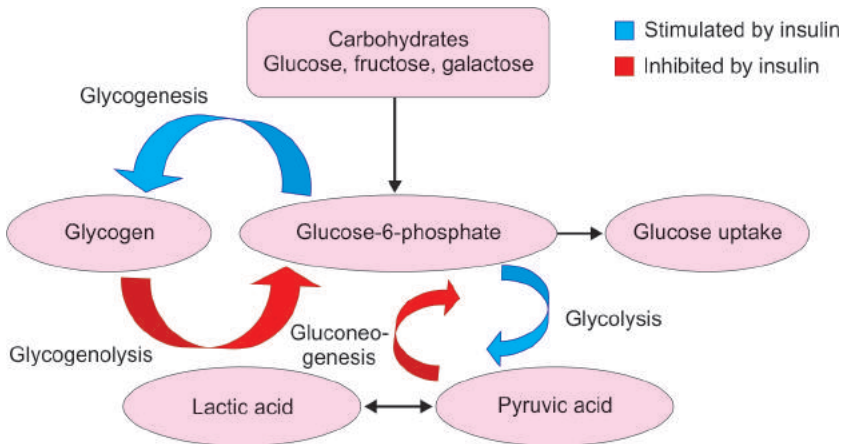 Carbohydrates
Glucose, fructose, galactose
Stimulated by insulin
Inhibited by insulin
Glycogenesis
Glycogen
Glucose-6-phosphate
Glucose uptake
Glycogenolysis
Gluconeo-
genesis
Glycolysis
Lactic acid
Pyruvic acid